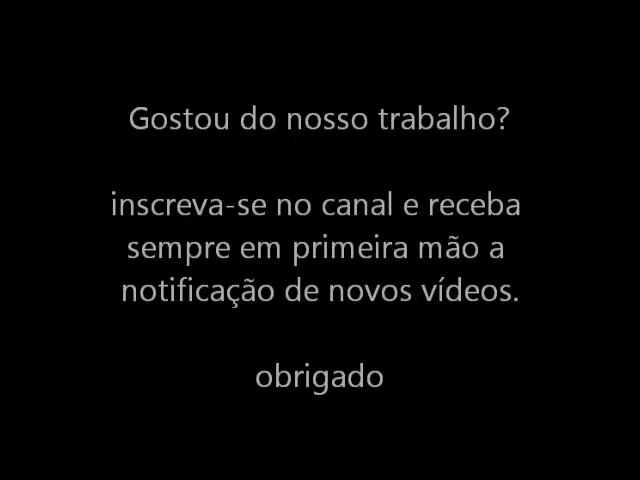 Gostou do nosso trabalho?
inscreva-se no canal e receba
sempre em primeira mão a
notificação de novos vídeos.
obrigado